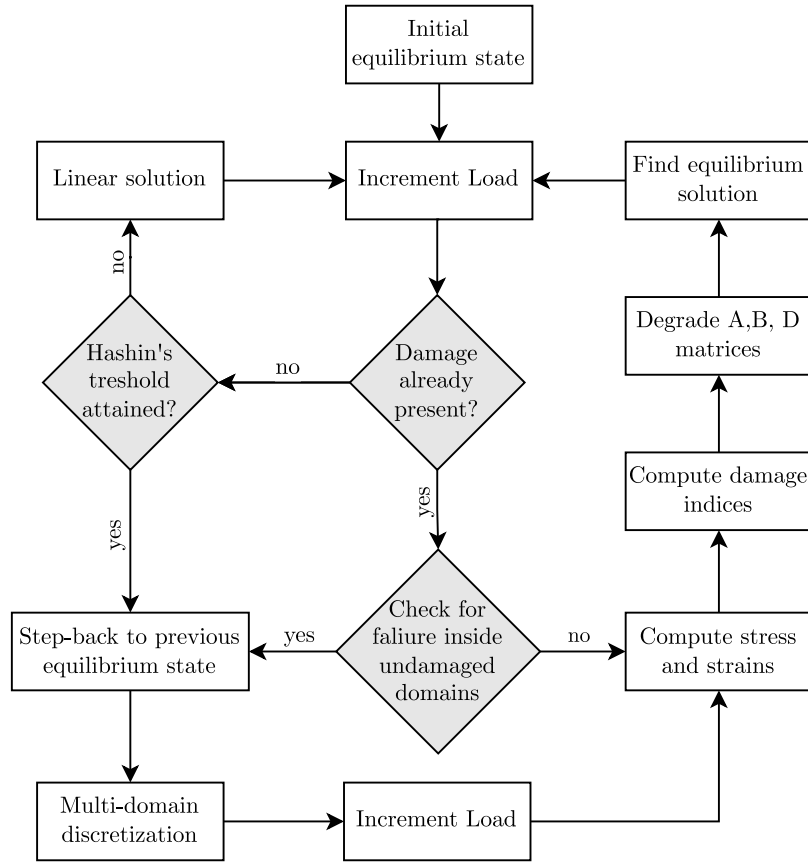 Initial
equilibrium state
Linear solution
Increment Load
Find equilibrium
solution
no
Hashin's
treshold
attained?
no
Damage
already
present?
Degrade A,B, D
matrices
Compute damage
indices
yes
yes
Step-back to previous
equilibrium state
yes
Check for
faliure inside
undamaged
domains
no
Compute stress
and strains
Multi-domain
discretization
Increment Load